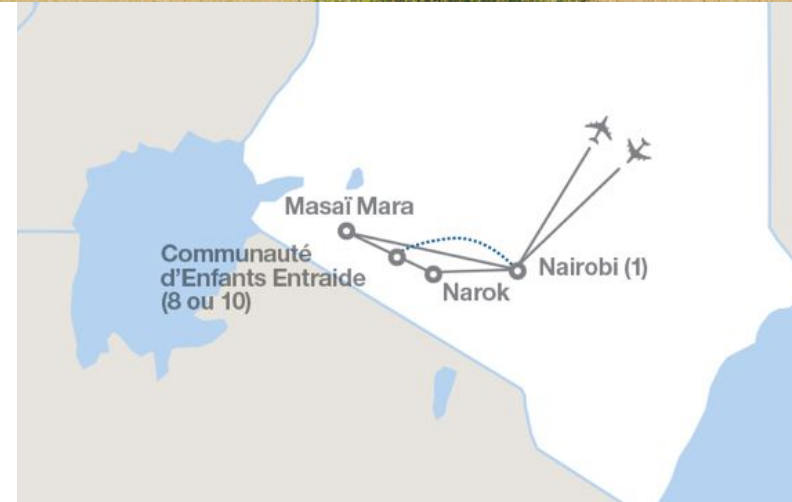 Masaï Mara
Communauté
d'Enfants Entraide
(8 ou 10)
Narok
Nairobi (1)